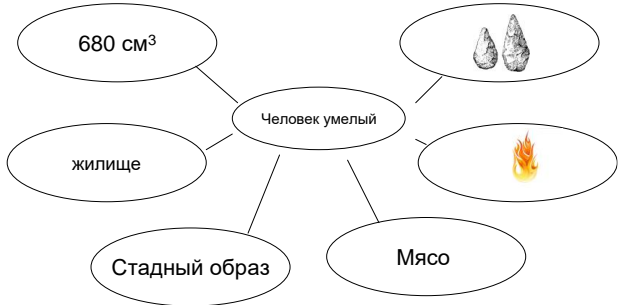 680 см³
Человек умелый
жилище
Стадный образ
Мясо